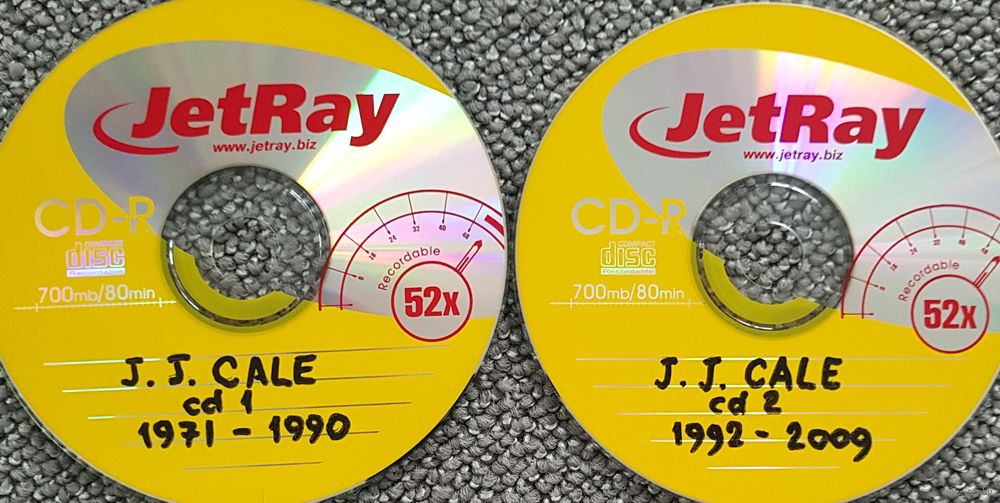 JetRay
www.jetray.biz
CD-R
COMPACT
disc
Recordable
700mb/80min
Recordable
52x
J. J. CALE
cd 1
1971 - 1990
JetRay
www.jetray.biz
CD-R
COMPACT
disc
Recordable
700mb/80min
Recordable
52x
J. J. CALE
cd 2
1992 - 2009